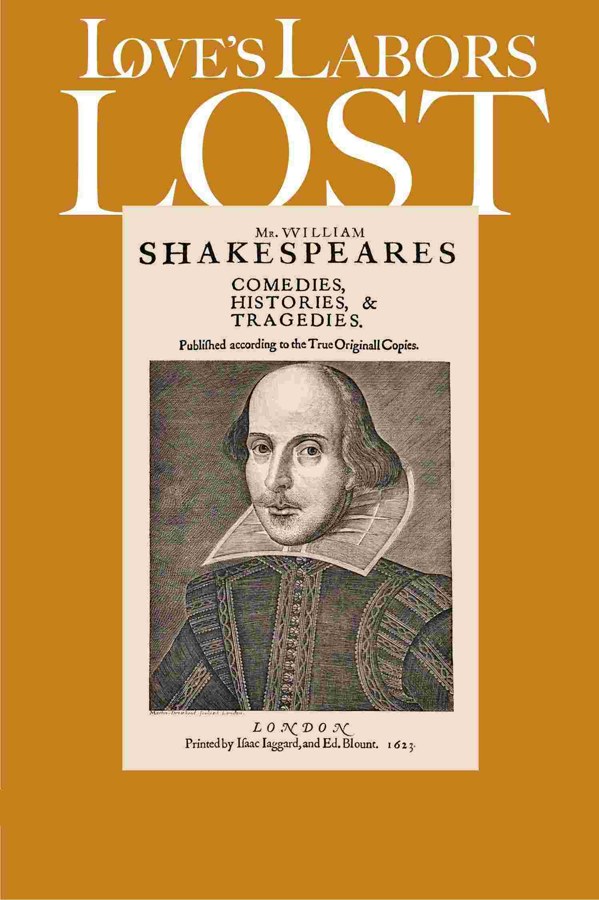 LOVE'S LABORS
LOST
MR. WILLIAM
SHAKESPEARES
COMEDIES,
HISTORIES, &
TRAGEDIES.
Publiſhed according to the True Originall Copies.
LONDON
Printed by Iſaac Iaggard, and Ed. Blount. 1623.